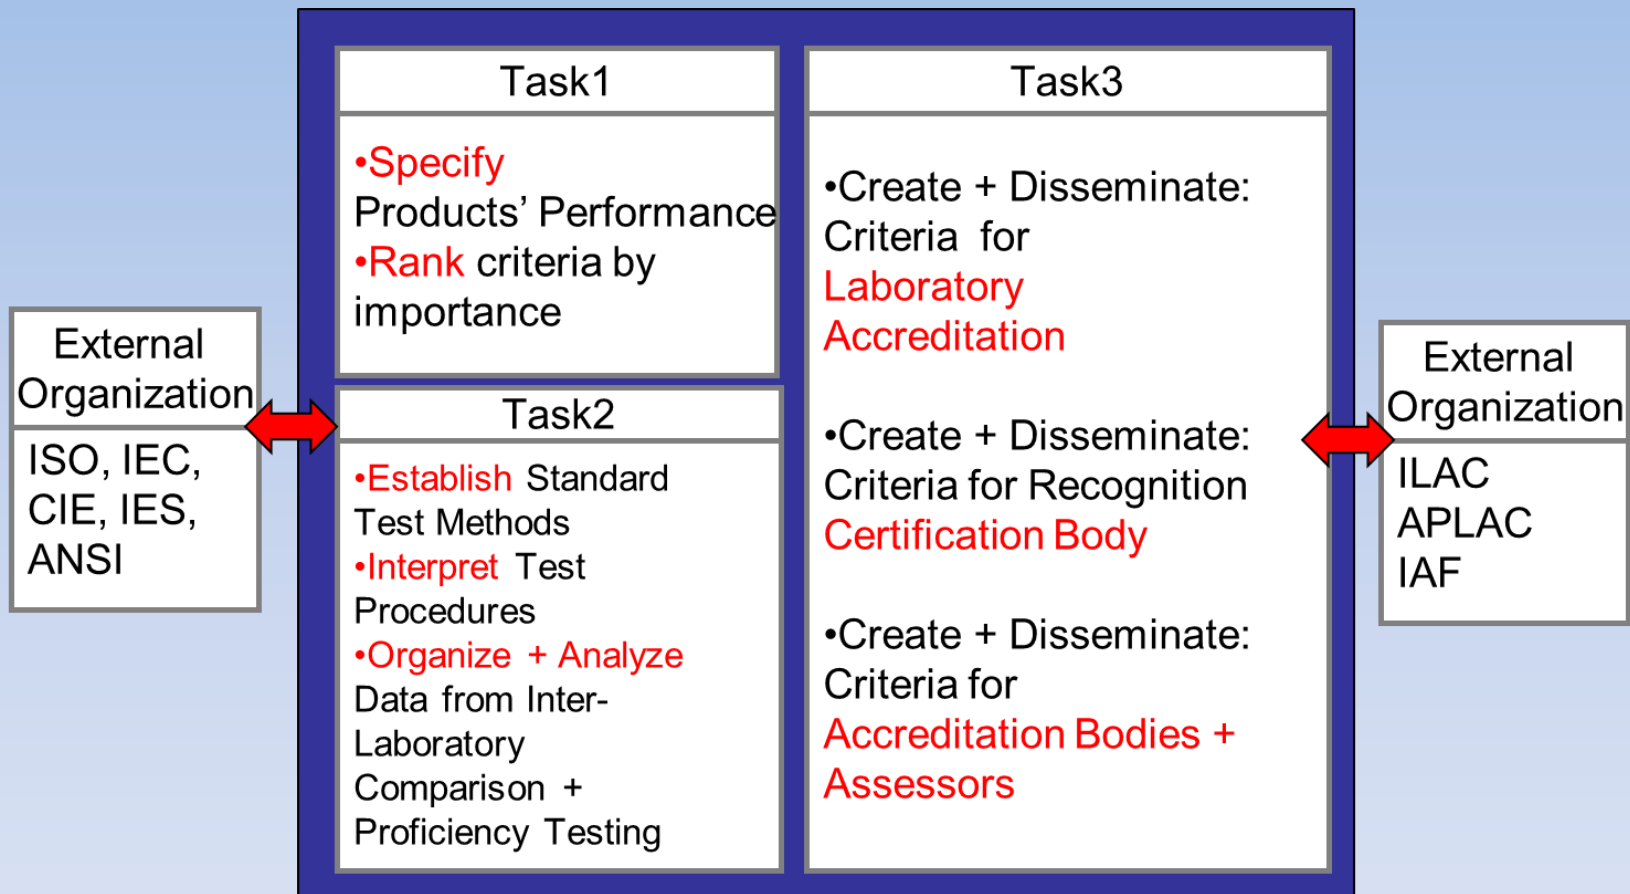 Task1
•Specify
Products’ Performance
•Rank criteria by
importance
Task2
•Establish Standard
Test Methods
•Interpret Test
Procedures
•Organize + Analyze
Data from Inter-
Laboratory
Comparison +
Proficiency Testing
Task3
•Create + Disseminate:
Criteria for
Laboratory
Accreditation
•Create + Disseminate:
Criteria for Recognition
Certification Body
•Create + Disseminate:
Criteria for
Accreditation Bodies +
Assessors
External
Organization
ISO, IEC,
CIE, IES,
ANSI
External
Organization
ILAC
APLAC
IAF